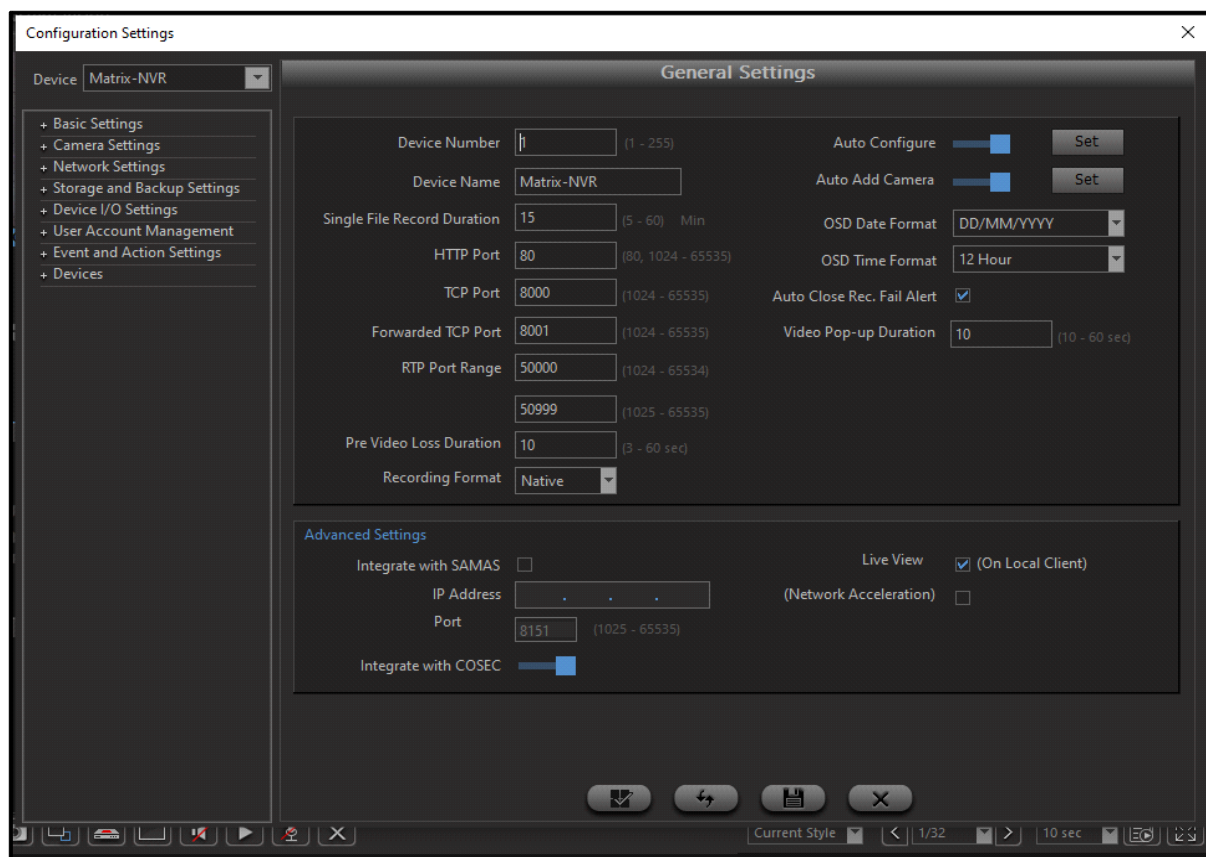 Configuration Settings
Device Matrix-NVR
+ Basic Settings
+ Camera Settings
+ Network Settings
+ Storage and Backup Settings
+ Device I/O Settings
+ User Account Management
+ Event and Action Settings
+ Devices
General Settings
Device Number 1 (1 - 255)
Device Name Matrix-NVR
Single File Record Duration 15 (5 - 60) Min
HTTP Port 80 (80, 1024 - 65535)
TCP Port 8000 (1024 - 65535)
Forwarded TCP Port 8001 (1024 - 65535)
RTP Port Range 50000 (1024 - 65534)
50999 (1025 - 65535)
Pre Video Loss Duration 10 (3 - 60 sec)
Recording Format Native
Auto Configure Set
Auto Add Camera Set
OSD Date Format DD/MM/YYYY
OSD Time Format 12 Hour
Auto Close Rec. Fail Alert
Video Pop-up Duration 10 (10 - 60 sec)
Advanced Settings
Integrate with SAMAS
IP Address . . .
Port 8151 (1025 - 65535)
Integrate with COSEC
Live View (On Local Client)
(Network Acceleration)
Current Style 1/32 10 sec